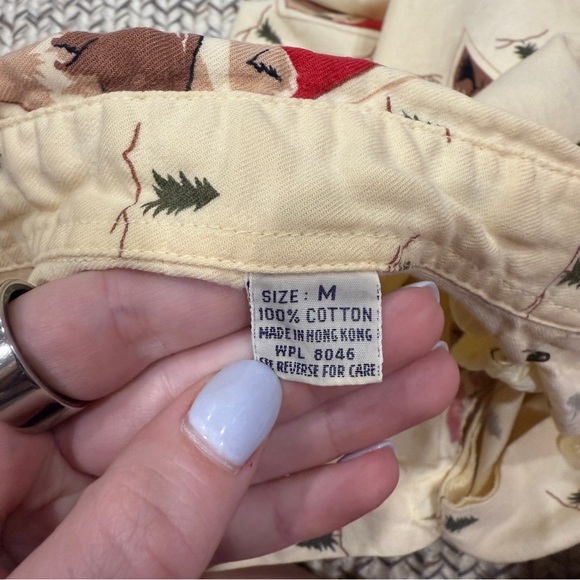 SIZE: M
100% COTTON
MADE IN HONG KONG
WPL 8046
SEE REVERSE FOR CARE